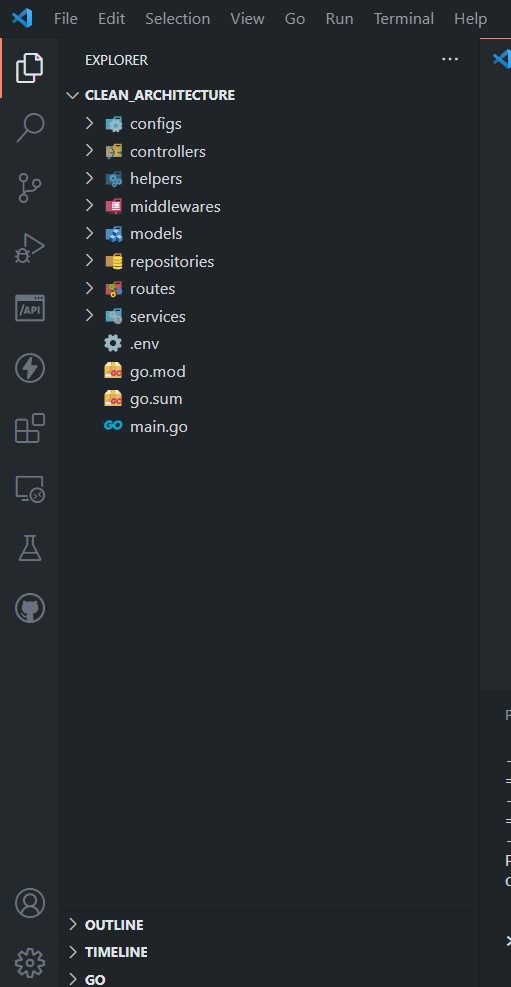 File Edit Selection View Go Run Terminal Help
EXPLORER
CLEAN_ARCHITECTURE
configs
controllers
helpers
middlewares
models
repositories
routes
services
.env
go.mod
go.sum
main.go
/API
OUTLINE
TIMELINE
GO